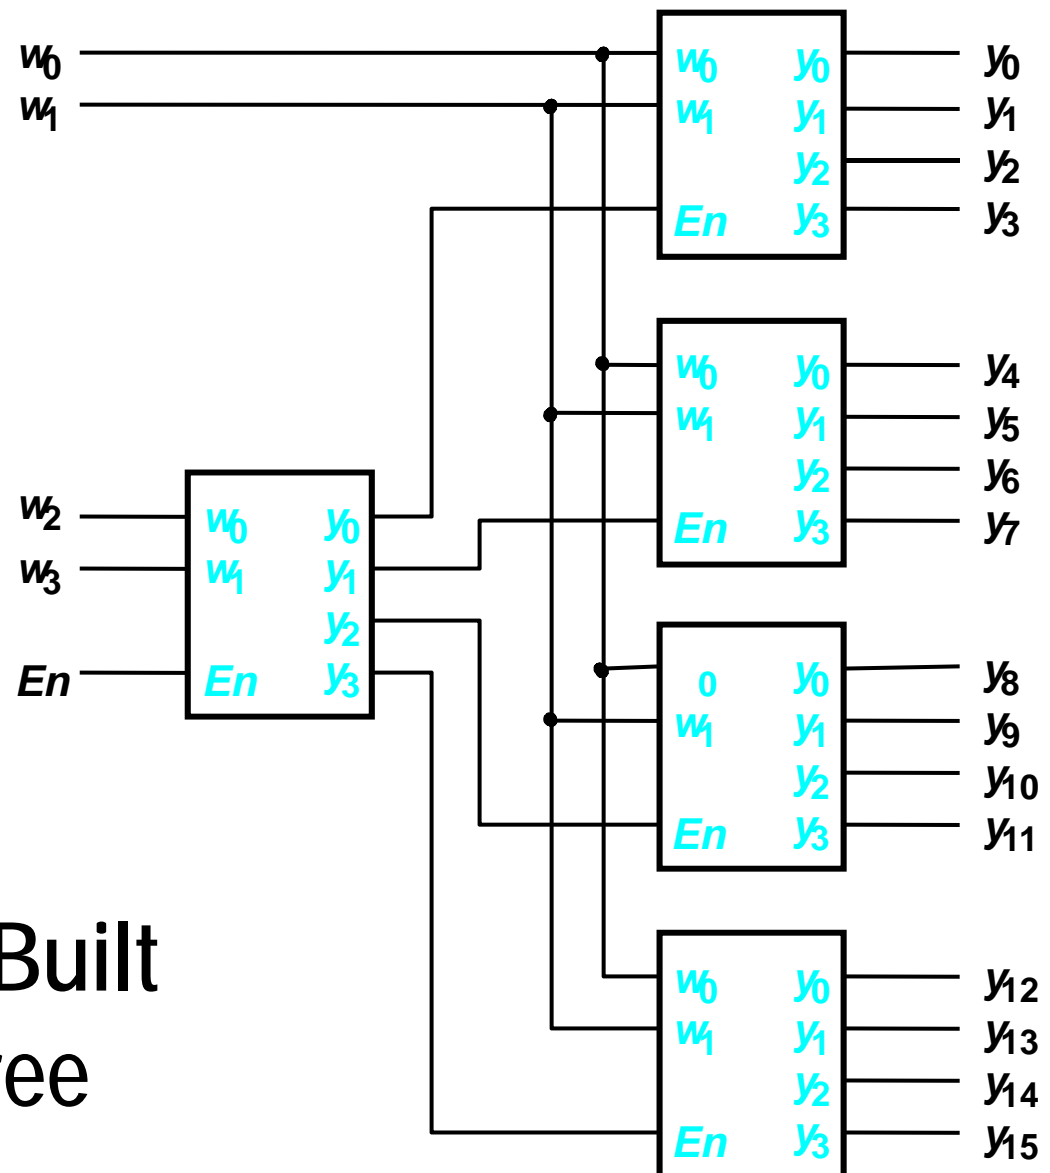 w0 w0 y0 y0
w1 w1 y1 y1
y2 y2
En y3 y3
w0 y0 y4
w1 y1 y5
y2 y6
En y3 y7
w2 w0 y0
w3 w1 y1
y2
En En y3
0 y0 y8
w1 y1 y9
y2 y10
En y3 y11
Built
w0 y0 y12
w1 y1 y13
ree
y2 y14
En y3 y15